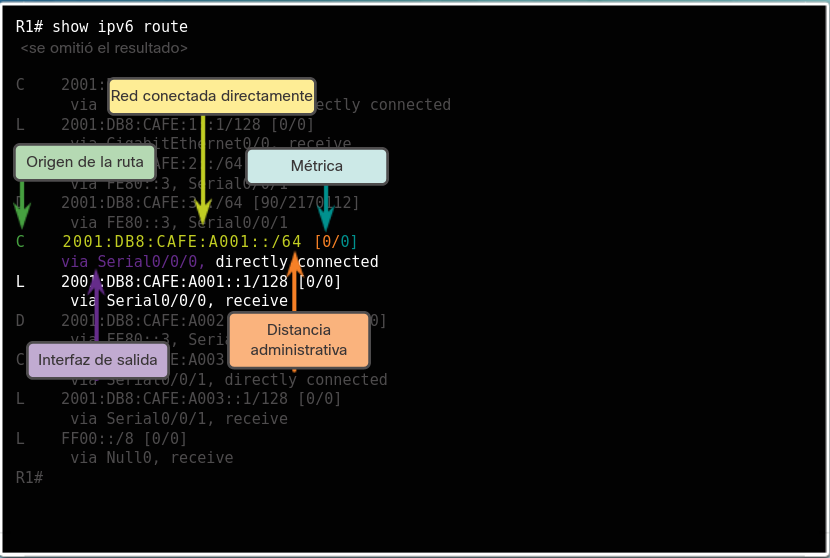 R1# show ipv6 route
<se omitió el resultado>
C 2001:
Red conectada directamente
via ectly connected
L 2001:DB8:CAFE:1::1/128 [0/0]
via GigabitEthernet0/0, receive
Origen de la ruta
AFE:2::/64
Métrica
via FE80::3, Serial0/0/1
2001:DB8:CAFE:3::/64 [90/2170112]
via FE80::3, Serial0/0/1
C 2001:DB8:CAFE:A001::/64 [0/0]
via Serial0/0/0, directly connected
L 2001:DB8:CAFE:A001::1/128 [0/0]
via Serial0/0/0, receive
D 2001:DB8:CAFE:A002 0]
Distancia
administrativa
via FE80::3, Seria
Interfaz de salida
C E:A003
via Serial0/0/1, directly connected
L 2001:DB8:CAFE:A003::1/128 [0/0]
via Serial0/0/1, receive
L FF00::/8 [0/0]
via Null0, receive
R1#